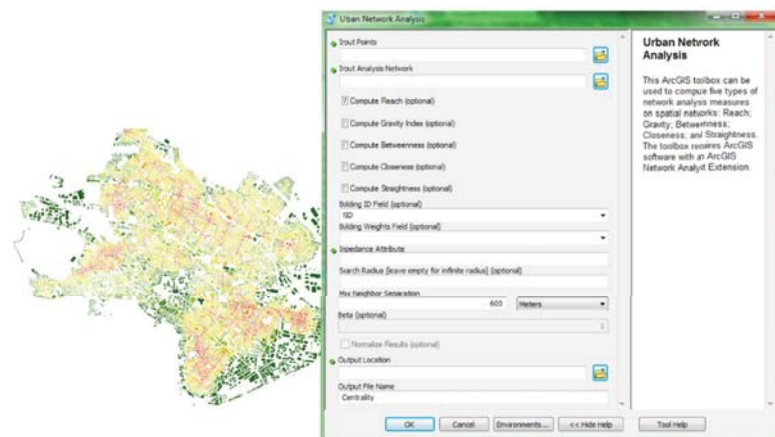 Urban Network Analysis
Input Points
Input Analysis Network
Compute Reach (optional)
Compute Gravity Index (optional)
Compute Betweenness (optional)
Compute Closeness (optional)
Compute Straightness (optional)
Building ID Field (optional)
Building Weights Field (optional)
Impedance Attribute
Search Radius [leave empty for infinite radius] (optional)
Max Neighbor Separation
600 Meters
Beta (optional)
1
Normalize Results (optional)
Output Location
Output File Name
Centrality
OK Cancel Environments... << Hide Help Tool Help
Urban Network
Analysis
This ArcGIS toolbox can be
used to compute five types of
network analysis measures
on spatial networks: Reach;
Gravity; Betweenness;
Closeness; and Straightness.
The toolbox requires ArcGIS
software with an ArcGIS
Network Analyst Extension.